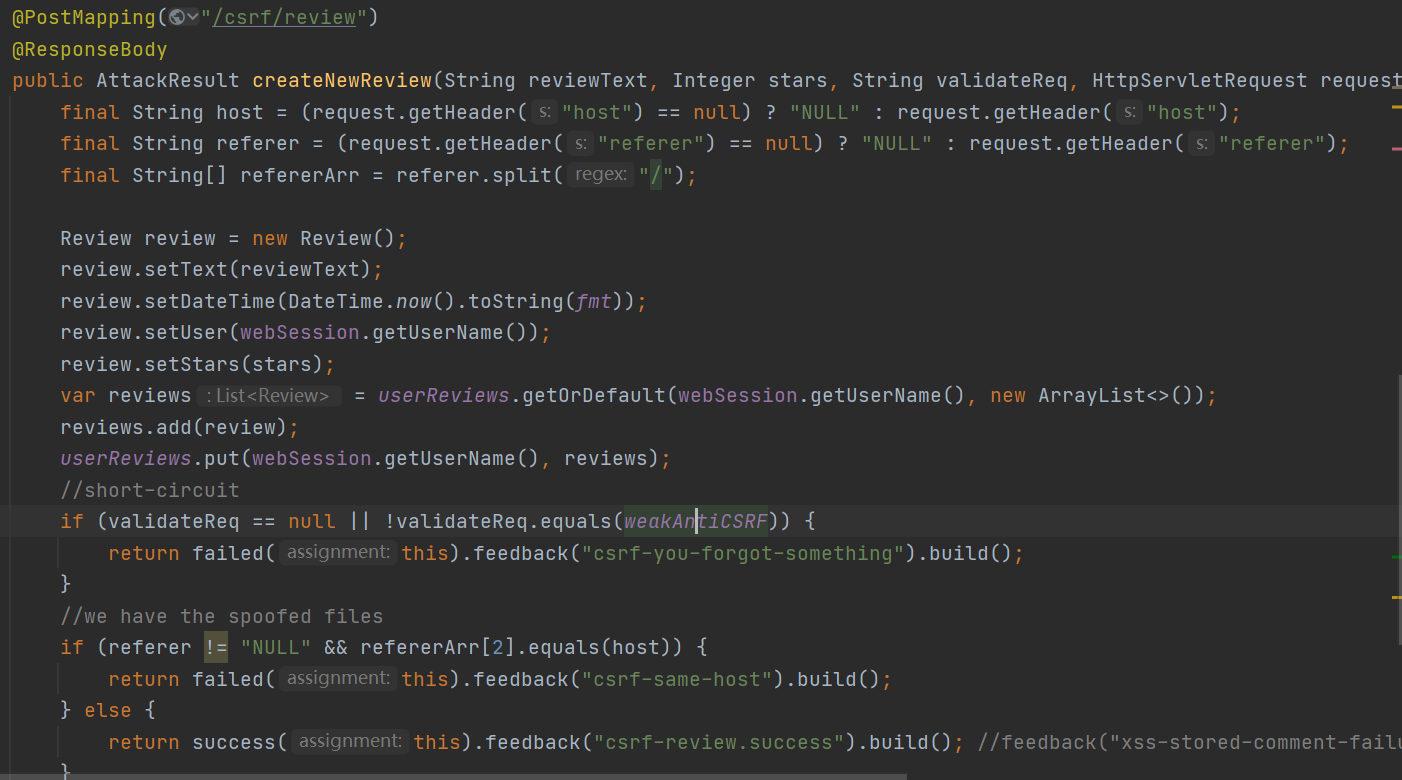 @PostMapping("/csrf/review")
@ResponseBody
public AttackResult createNewReview(String reviewText, Integer stars, String validateReq, HttpServletRequest request
    final String host = (request.getHeader( s: "host") == null) ? "NULL" : request.getHeader( s: "host");
    final String referer = (request.getHeader( s: "referer") == null) ? "NULL" : request.getHeader( s: "referer");
    final String[] refererArr = referer.split( regex: "/");
    Review review = new Review();
    review.setText(reviewText);
    review.setDateTime(DateTime.now().toString(fmt));
    review.setUser(webSession.getUserName());
    review.setStars(stars);
    var reviews : List<Review> = userReviews.getOrDefault(webSession.getUserName(), new ArrayList<>());
    reviews.add(review);
    userReviews.put(webSession.getUserName(), reviews);
    //short-circuit
    if (validateReq == null || !validateReq.equals(weakAntiCSRF)) {
        return failed( assignment: this).feedback("csrf-you-forgot-something").build();
    }
    //we have the spoofed files
    if (referer != "NULL" && refererArr[2].equals(host)) {
        return failed( assignment: this).feedback("csrf-same-host").build();
    } else {
        return success( assignment: this).feedback("csrf-review.success").build(); //feedback("xss-stored-comment-failu
    }